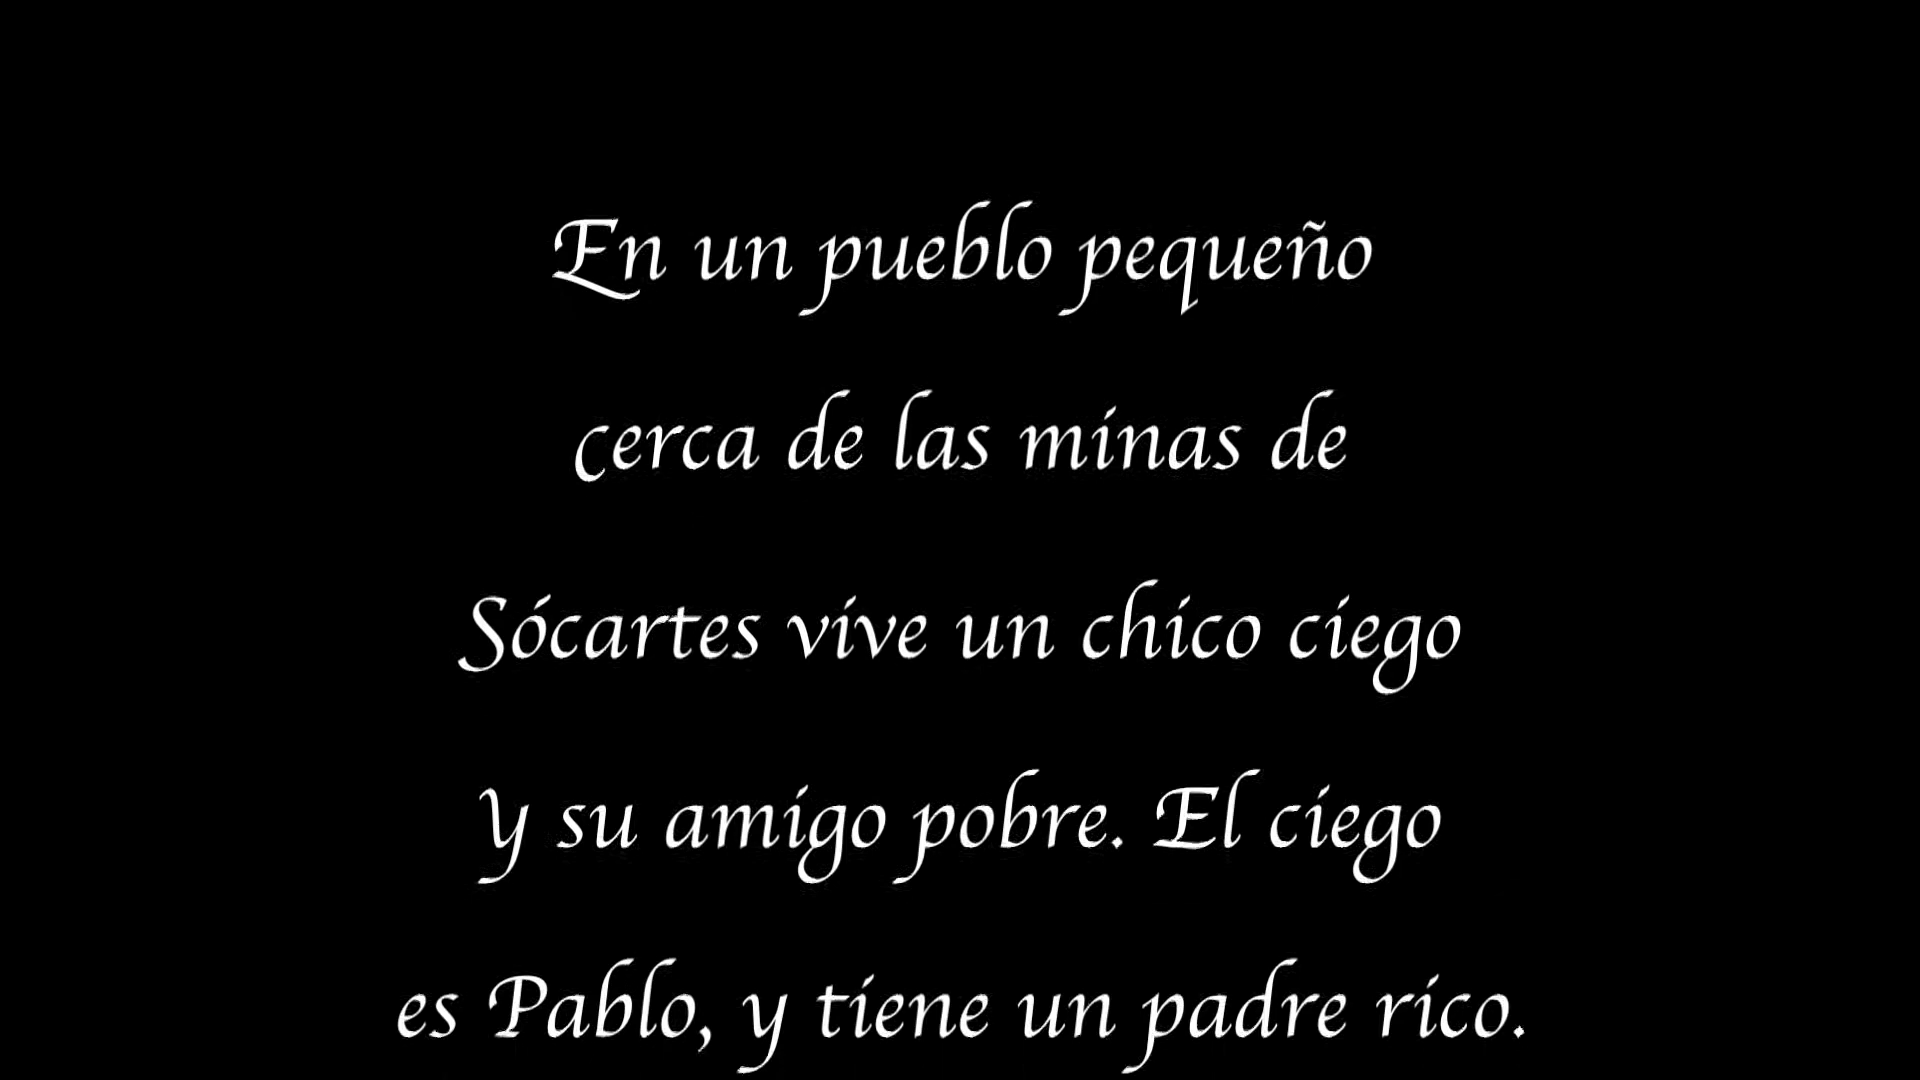 En un pueblo pequeño
cerca de las minas de
Sócartes vive un chico ciego
y su amigo pobre. El ciego
es Pablo, y tiene un padre rico.